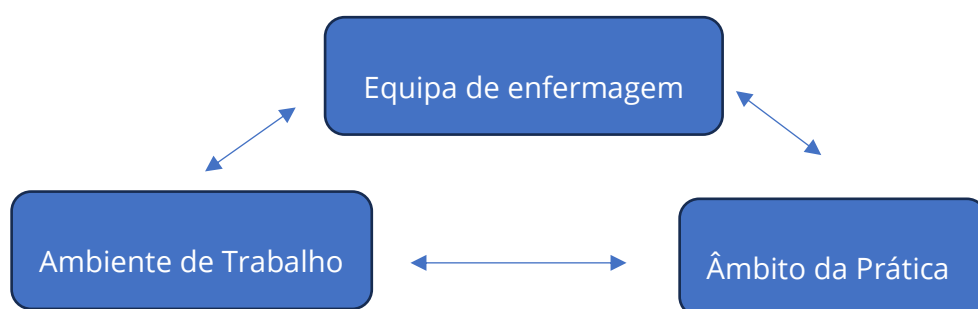 Equipa de enfermagem
Ambiente de Trabalho
Âmbito da Prática